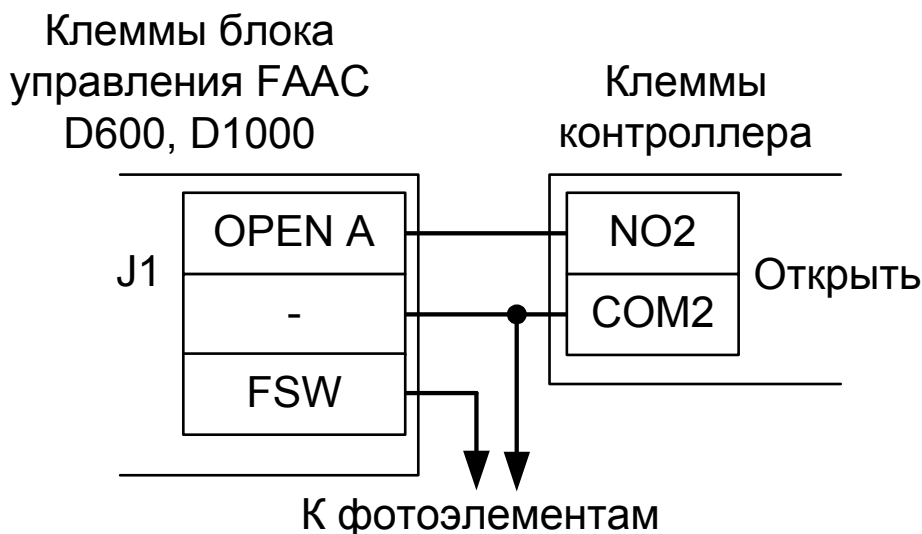 Клеммы блока
управления FAAC
D600, D1000
Клеммы
контроллера
J1
OPEN A
-
FSW
NO2
COM2
Открыть
К фотоэлементам